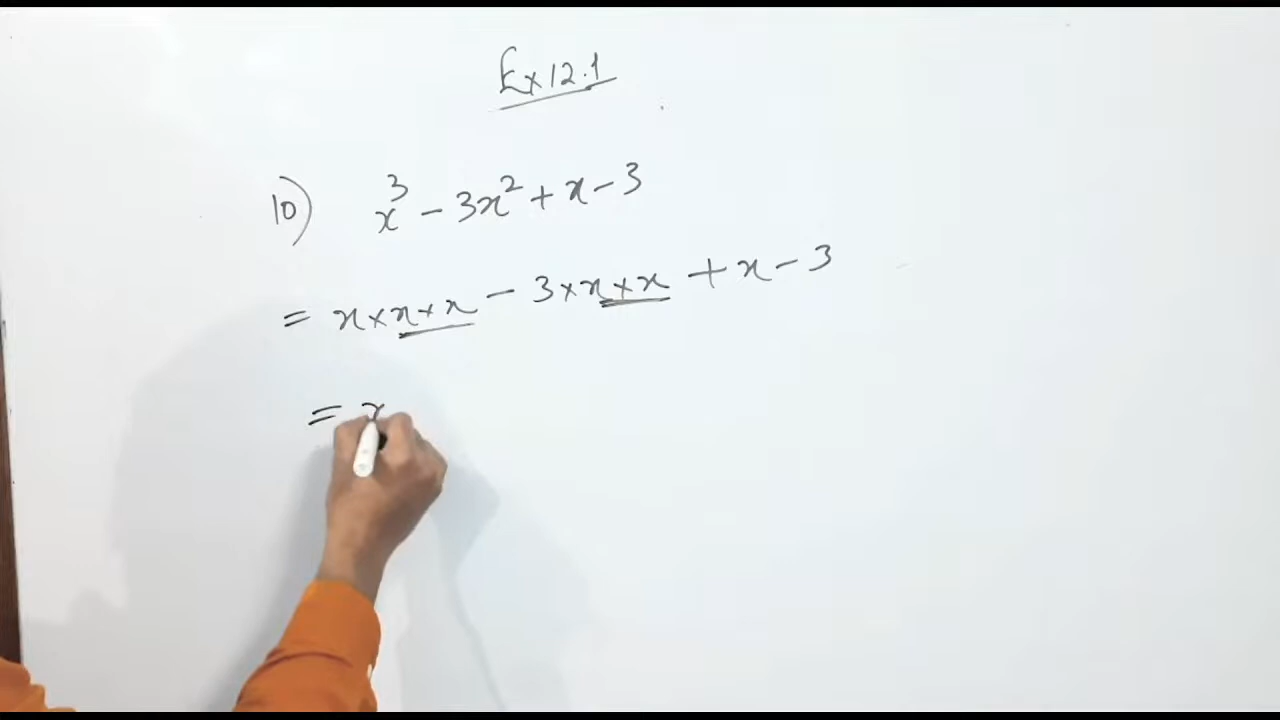 Ex 12.1
10) x³ - 3x² + x - 3
= x × x × x - 3 × x × x + x - 3
= x